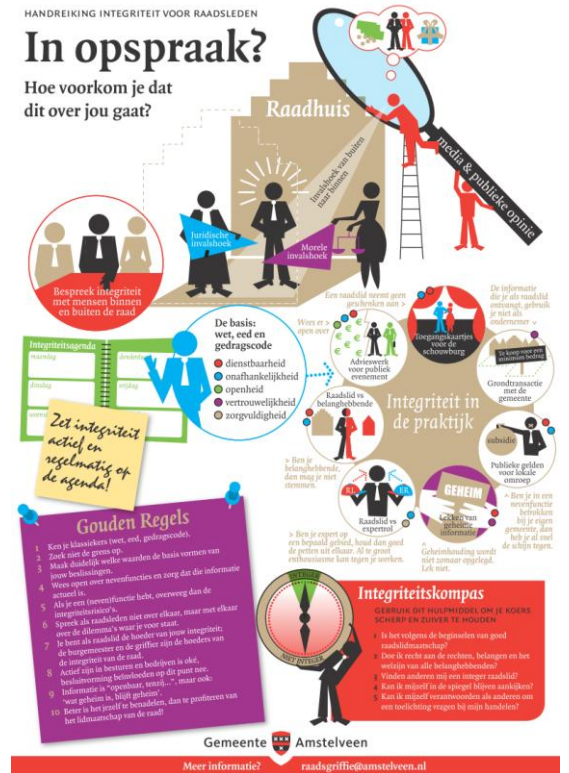 HANDREIKING INTEGRITEIT VOOR RAADSLEDEN
In opspraak?
Hoe voorkom je dat
dit over jou gaat?
Raadhuis
media & publieke opinie
Invalshoek van buiten
naar binnen
Juridische
invalshoek
Morele
invalshoek
Bespreek integriteit
met mensen binnen
en buiten de raad
Integriteitsagenda
maandag
donderdag
dinsdag
vrijdag
Zet integriteit
actief en
regelmatig op
de agenda!
De basis:
wet, eed en
gedragscode
dienstbaarheid
onafhankelijkheid
openheid
vertrouwelijkheid
zorgvuldigheid
Een raadslid neemt geen
geschenken aan >
Wees er >
open over
De informatie
die je als raadslid
ontvangt, gebruik
je niet als
ondernemer
Toegangskaartjes
voor de
schouwburg
Advieswerk
voor publiek
evenement
Te koop voor een
minimien bedrag
Grondtransactie
met de
gemeente
Raadslid vs
belanghebbende
Integriteit in
de praktijk
subsidie
Publieke gelden
voor lokale
omroep
> Ben je
belanghebbende,
dan mag je niet
stemmen.
Raadslid vs
expertrol
GEHEIM
Lekken van
geheime
informatie
^ Ben je in een
nevenfunctie
betrokken
bij je eigen
gemeente, dan
heb je al snel
de schijn tegen.
> Ben je expert op
een bepaald gebied, houd dan goed
de petten uit elkaar. Al te groot
enthousiasme kan tegen je werken.
Geheimhouding wordt
niet zomaar opgelegd.
Lek niet.
Gouden Regels
1 Ken je klassiekers (wet, eed, gedragscode).
2 Zoek niet de grens op.
3 Maak duidelijk welke waarden de basis vormen van
jouw beslissingen.
4 Wees open over nevenfuncties en zorg dat die informatie
actueel is.
5 Als je een (neven)functie hebt, overweeg dan de
integriteitsrisico's.
6 Spreek als raadsleden niet over elkaar, maar met elkaar
over de dilemma's waar je voor staat.
7 Je bent als raadslid de hoeder van jouw integriteit;
de burgemeester en de griffier zijn de hoeders van
de integriteit van de raad.
8 Actief zijn in besturen en bedrijven is oké,
besluitvorming beïnvloeden op dit punt nee.
9 Informatie is "openbaar, tenzij...", maar ook:
'wat geheim is, blijft geheim'.
10 Beter is het jezelf te benadelen, dan te profiteren van
het lidmaatschap van de raad!
INTEGER
NIET INTEGER
Integriteitskompas
GEBRUIK DIT HULPMIDDEL OM JE KOERS
SCHERP EN ZUIVER TE HOUDEN
1 Is het volgens de beginselen van goed
raadslidmaatschap?
2 Doe ik recht aan de rechten, belangen en het
welzijn van alle belanghebbenden?
3 Vinden anderen mij een integer raadslid?
4 Kan ik mijzelf in de spiegel blijven aankijken?
5 Kan ik mijzelf verantwoorden als anderen om
een toelichting vragen bij mijn handelen?
Gemeente Amstelveen
Meer informatie? raadsgriffie@amstelveen.nl